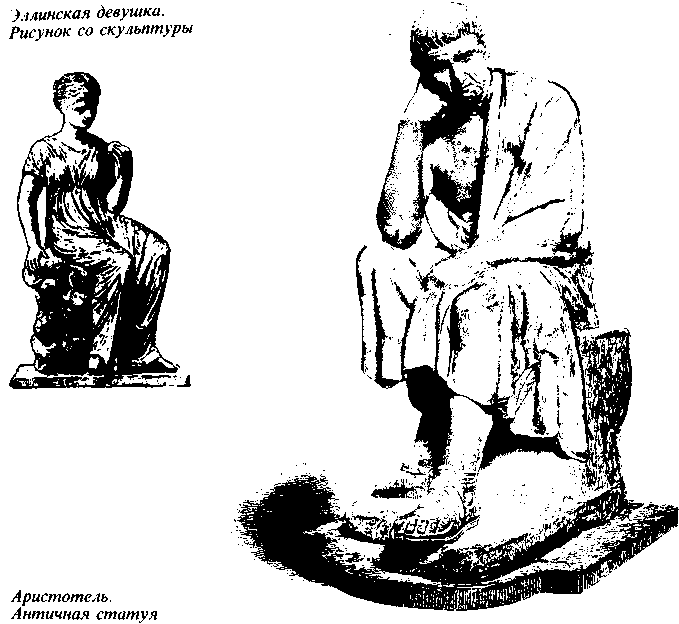 Эллинская девушка.
Рисунок со скульптуры
Аристотель.
Античная статуя